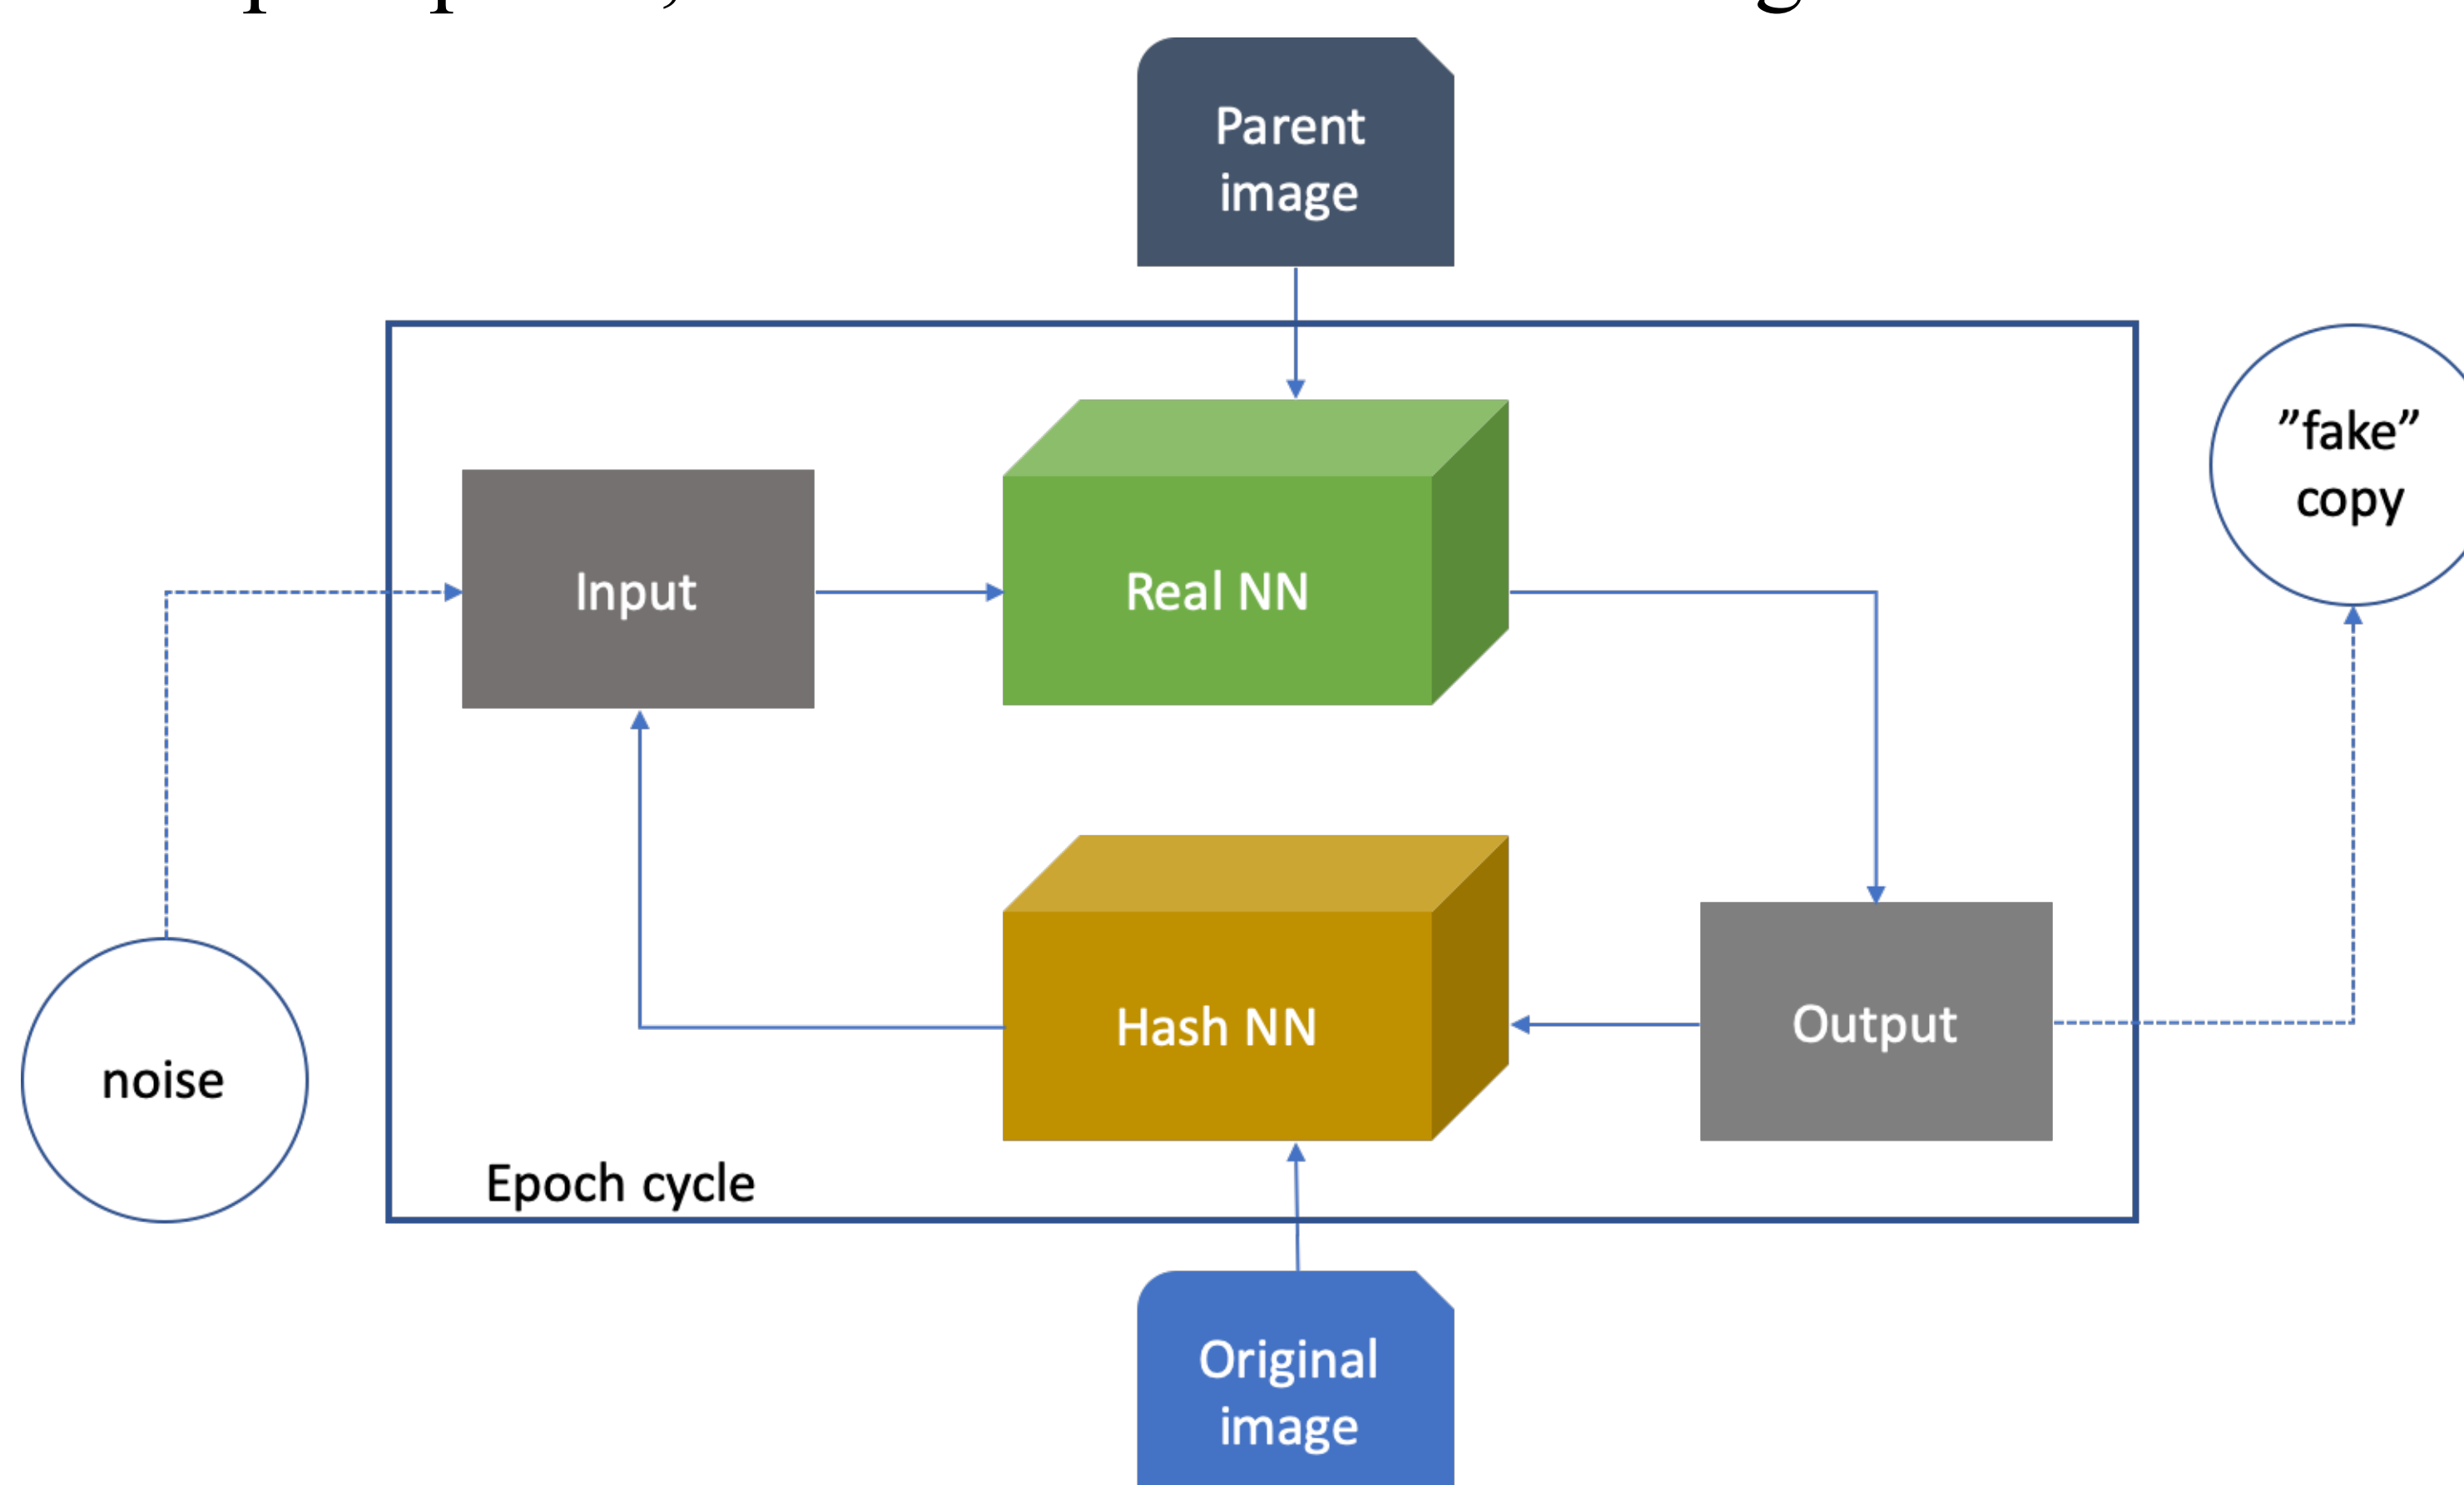 Parent
image
”fake”
copy
Input
Real NN
Hash NN
Output
noise
Epoch cycle
Original
image